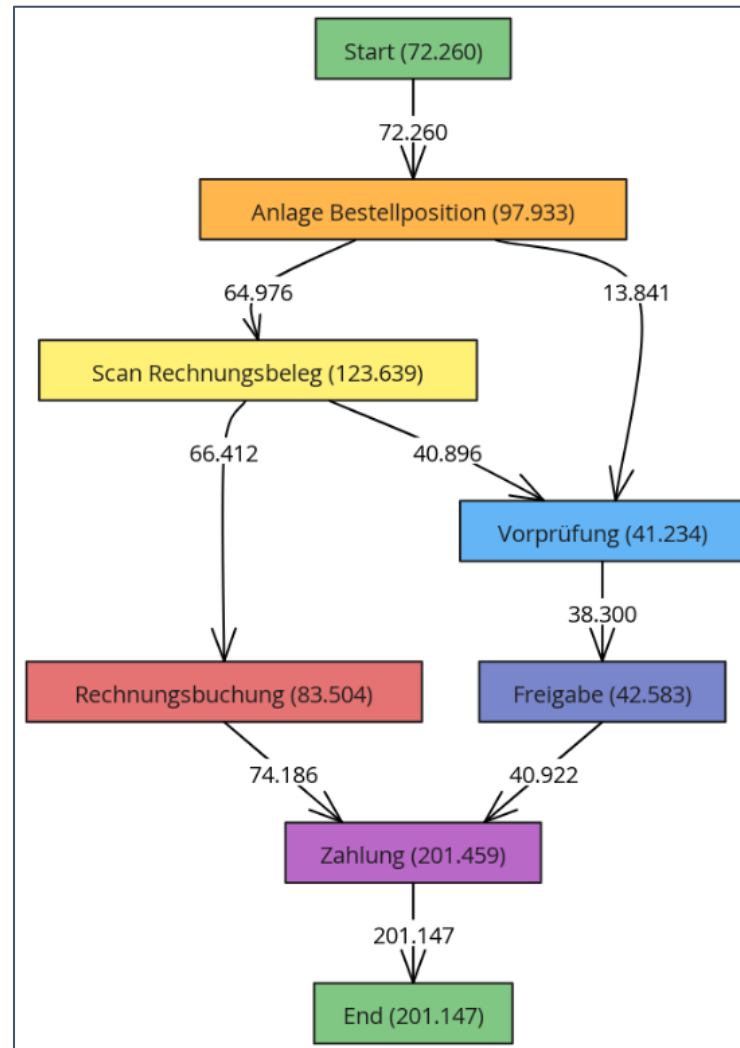 Start (72.260)
72.260
Anlage Bestellposition (97.933)
64.976
13.841
Scan Rechnungsbeleg (123.639)
66.412
40.896
Vorprüfung (41.234)
38.300
Rechnungsbuchung (83.504)
Freigabe (42.583)
74.186
40.922
Zahlung (201.459)
201.147
End (201.147)